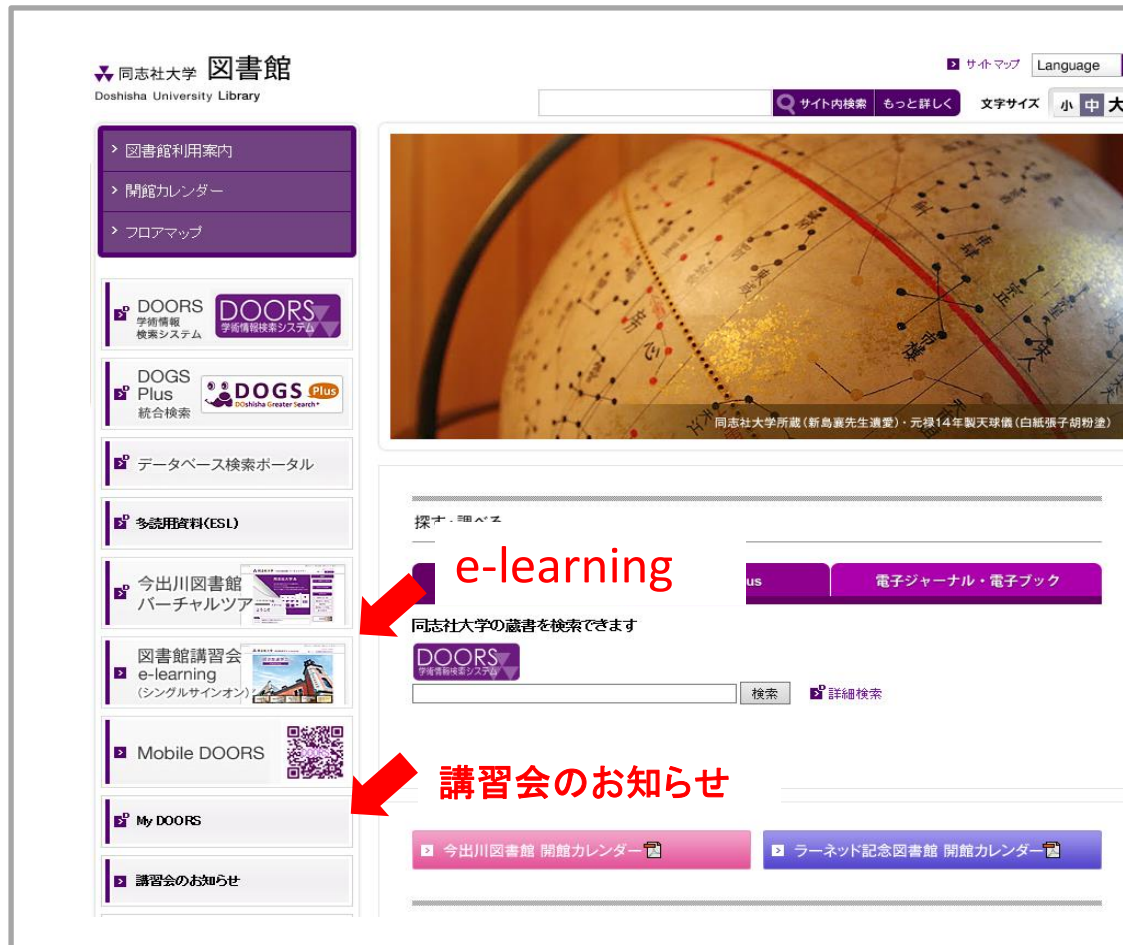 同志社大学 図書館
Doshisha University Library
サイトマップ
Language
サイト内検索
もっと詳しく
文字サイズ
小 中 大
図書館利用案内
開館カレンダー
フロアマップ
DOORS
学術情報
検索システム
DOORS
学術情報検索システム
DOGS
Plus
統合検索
DOGS Plus
DOshisha Greater Search+
データベース検索ポータル
多読用資料(ESL)
今出川図書館
バーチャルツアー
図書館講習会
e-learning
(シングルサインオン)
Mobile DOORS
My DOORS
講習会のお知らせ
同志社大学所蔵(新島襄先生遺愛)・元禄14年製天球儀(白紙張子胡粉塗)
探す・調べる
e-learning
us
電子ジャーナル・電子ブック
同志社大学の蔵書を検索できます
DOORS
学術情報検索システム
検索
詳細検索
講習会のお知らせ
今出川図書館 開館カレンダー
ラーネッド記念図書館 開館カレンダー